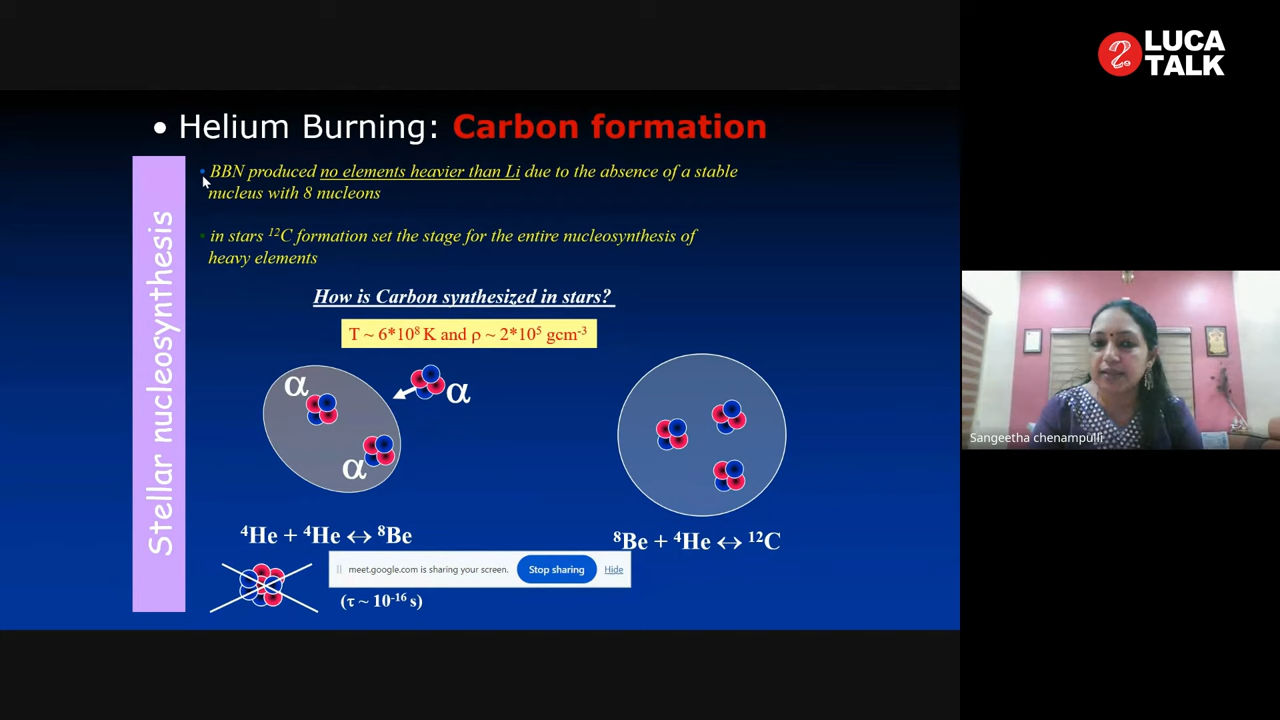 LUCA
TALK
• Helium Burning: Carbon formation
• BBN produced no elements heavier than Li due to the absence of a stable
nucleus with 8 nucleons
• in stars ¹²C formation set the stage for the entire nucleosynthesis of
heavy elements
Stellar nucleosynthesis
How is Carbon synthesized in stars?
T ~ 6*10⁸ K and ρ ~ 2*10⁵ gcm⁻³
α
α
α
⁴He + ⁴He ↔ ⁸Be
⁸Be + ⁴He ↔ ¹²C
meet.google.com is sharing your screen. Stop sharing Hide
(τ ~ 10⁻¹⁶ s)
Sangeetha chenampulli